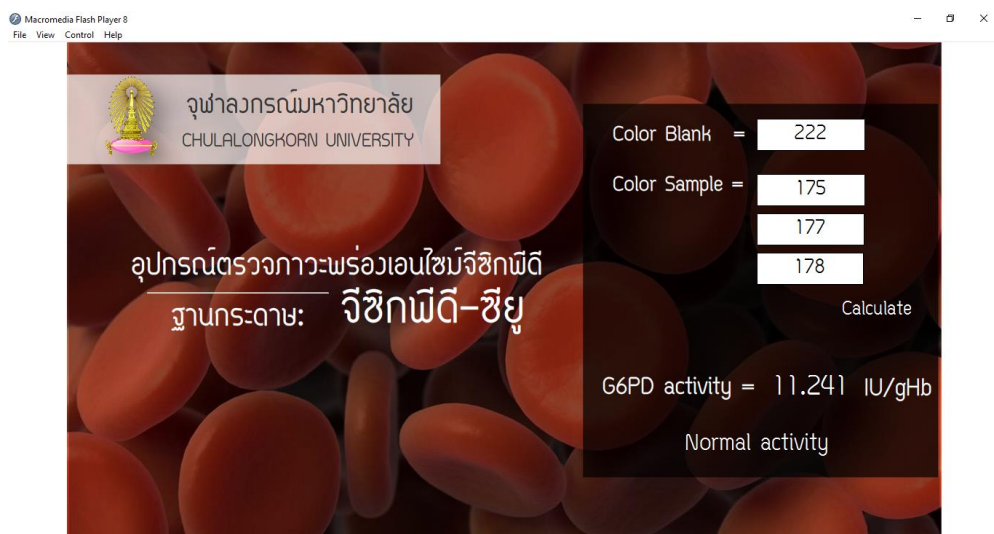 Macromedia Flash Player 8
File View Control Help
จุฬาลงกรณ์มหาวิทยาลัย
CHULALONGKORN UNIVERSITY
อุปกรณ์ตรวจภาวะพร่องเอนไซม์จีซิกพีดี
ฐานกระดาษ: จีซิกพีดี-ซียู
Color Blank = 222
Color Sample = 175
177
178
Calculate
G6PD activity = 11.241 IU/gHb
Normal activity